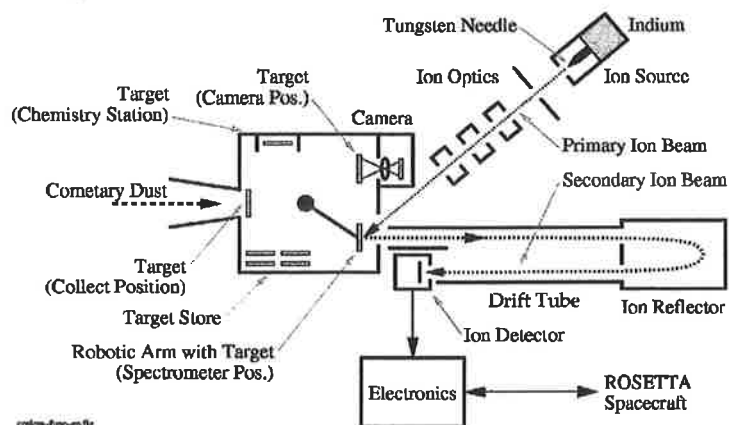 Tungsten Needle
Indium
Target
(Camera Pos.)
Ion Optics
Ion Source
Target
(Chemistry Station)
Camera
Primary Ion Beam
Cometary Dust
Secondary Ion Beam
Target
(Collect Position)
Target Store
Drift Tube
Ion Reflector
Ion Detector
Robotic Arm with Target
(Spectrometer Pos.)
Electronics
ROSETTA
Spacecraft